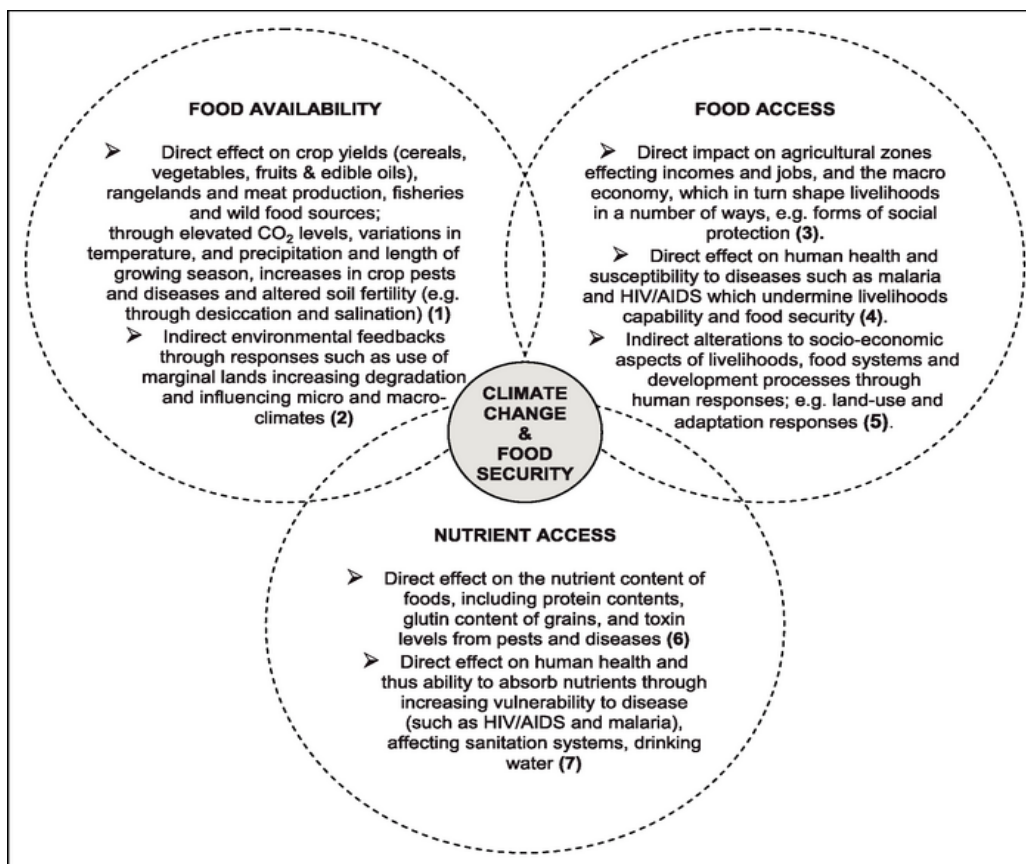 FOOD AVAILABILITY
➢ Direct effect on crop yields (cereals,
vegetables, fruits & edible oils),
rangelands and meat production, fisheries
and wild food sources;
through elevated CO₂ levels, variations in
temperature, and precipitation and length of
growing season, increases in crop pests
and diseases and altered soil fertility (e.g.
through desiccation and salination) (1)
➢ Indirect environmental feedbacks
through responses such as use of
marginal lands increasing degradation
and influencing micro and macro-
climates (2)
FOOD ACCESS
➢ Direct impact on agricultural zones
effecting incomes and jobs, and the macro
economy, which in turn shape livelihoods
in a number of ways, e.g. forms of social
protection (3).
➢ Direct effect on human health and
susceptibility to diseases such as malaria
and HIV/AIDS which undermine livelihoods
capability and food security (4).
➢ Indirect alterations to socio-economic
aspects of livelihoods, food systems and
development processes through
human responses; e.g. land-use and
adaptation responses (5).
CLIMATE
CHANGE
&
FOOD
SECURITY
NUTRIENT ACCESS
➢ Direct effect on the nutrient content of
foods, including protein contents,
glutin content of grains, and toxin
levels from pests and diseases (6)
➢ Direct effect on human health and
thus ability to absorb nutrients through
increasing vulnerability to disease
(such as HIV/AIDS and malaria),
affecting sanitation systems, drinking
water (7)